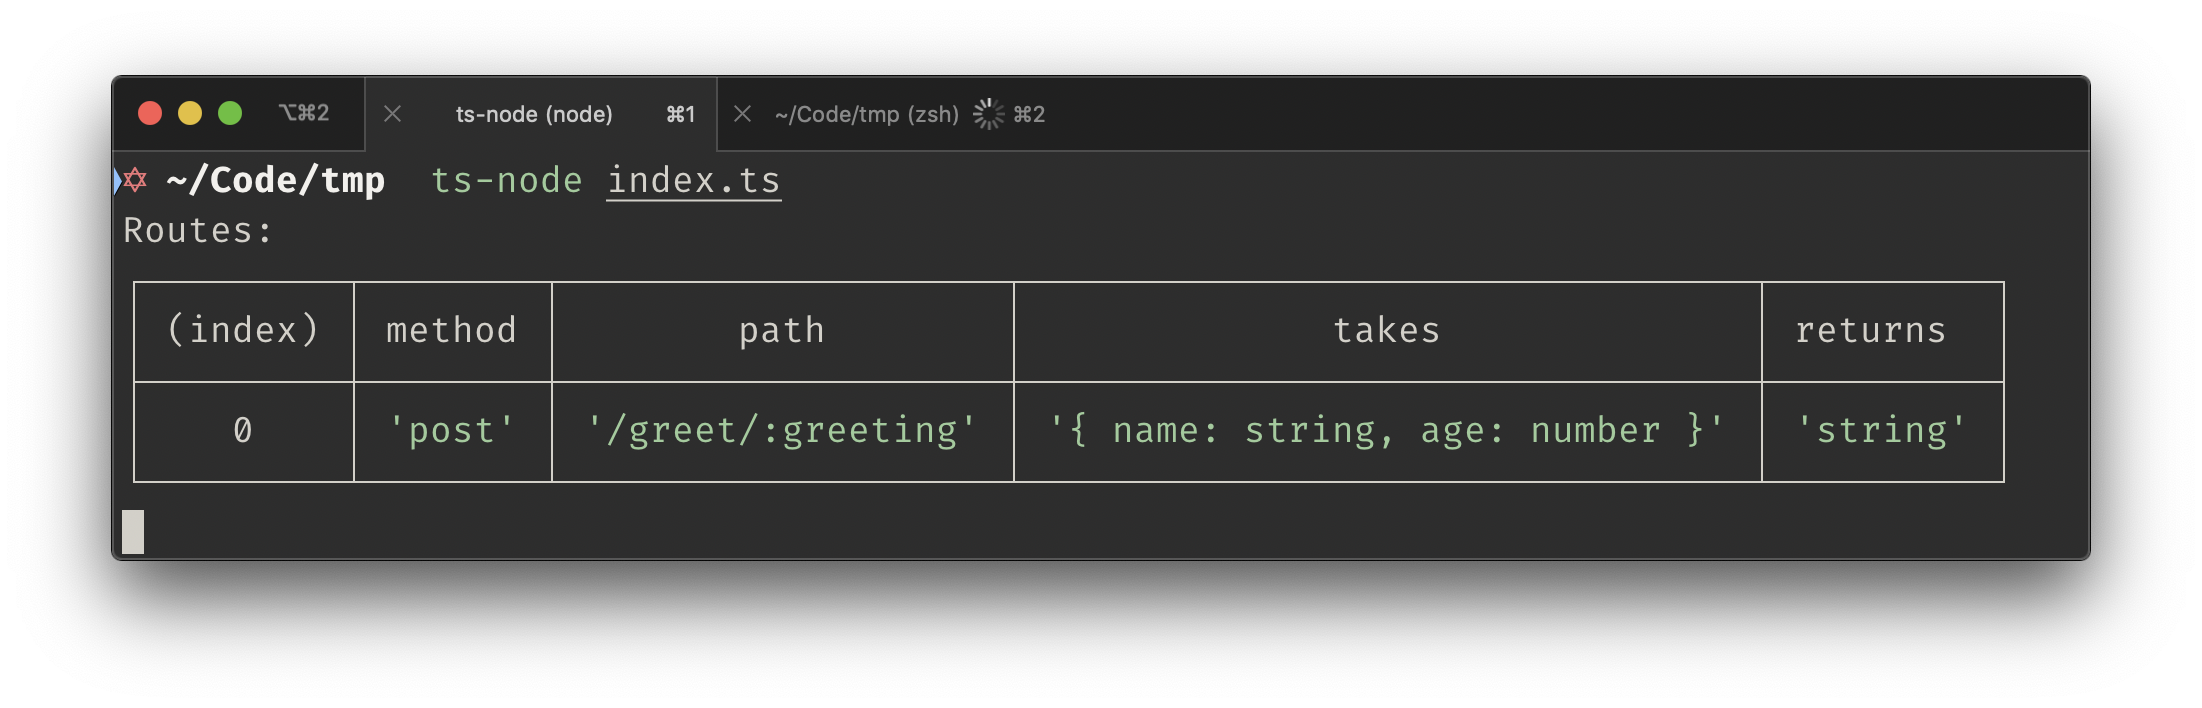 ⌥⌘2 ts-node (node) ⌘1 ~/Code/tmp (zsh) ⌘2
~/Code/tmp ts-node index.ts
Routes:
(index) method path takes returns
0 'post' '/greet/:greeting' '{ name: string, age: number }' 'string'